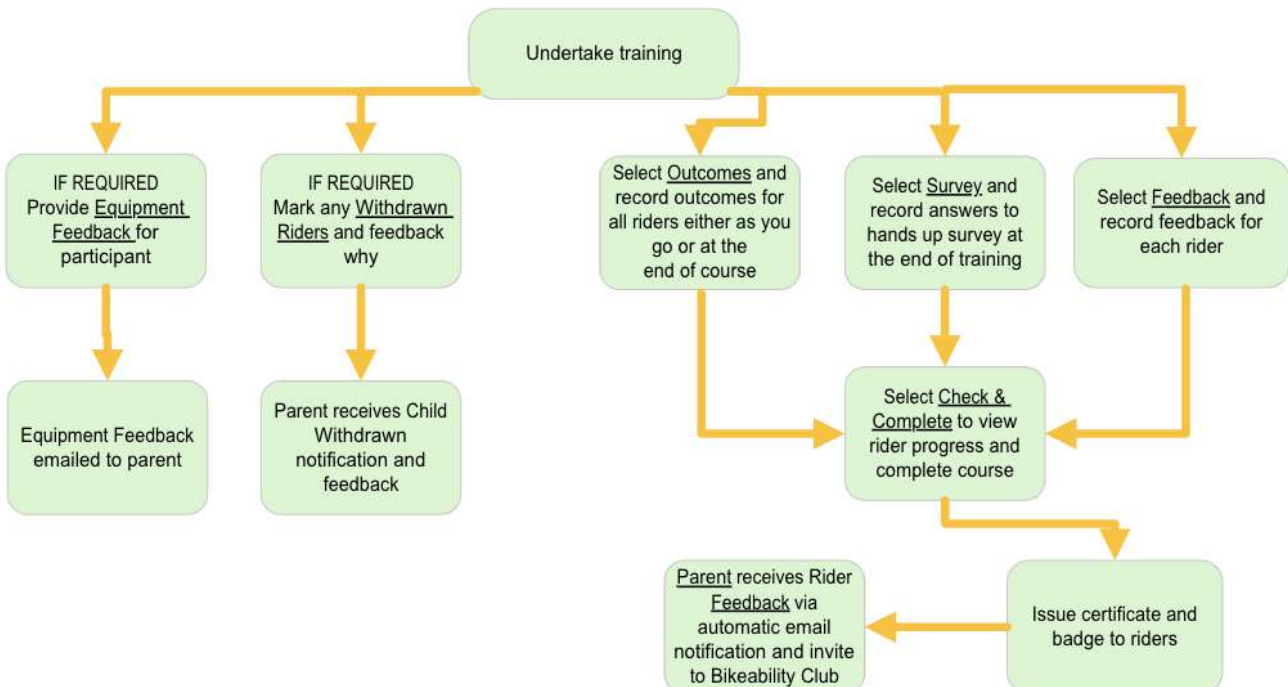 Undertake training
IF REQUIRED
Provide Equipment
Feedback for
participant
IF REQUIRED
Mark any Withdrawn
Riders and feedback
why
Select Outcomes and
record outcomes for
all riders either as you
go or at the
end of course
Select Survey and
record answers to
hands up survey at
the end of training
Select Feedback and
record feedback for
each rider
Equipment Feedback
emailed to parent
Parent receives Child
Withdrawn
notification and
feedback
Select Check &
Complete to view
rider progress and
complete course
Parent receives Rider
Feedback via
automatic email
notification and invite
to Bikeability Club
Issue certificate and
badge to riders